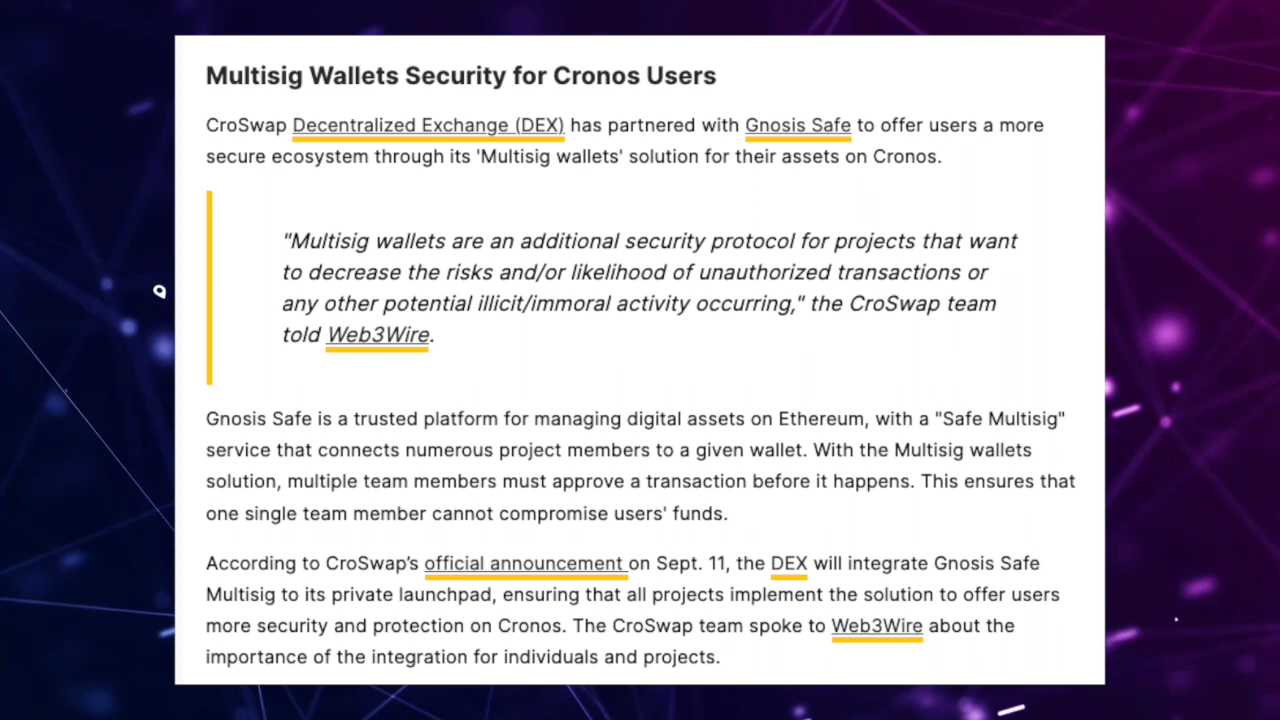 Multisig Wallets Security for Cronos Users
CroSwap Decentralized Exchange (DEX) has partnered with Gnosis Safe to offer users a more
secure ecosystem through its 'Multisig wallets' solution for their assets on Cronos.
"Multisig wallets are an additional security protocol for projects that want
to decrease the risks and/or likelihood of unauthorized transactions or
any other potential illicit/immoral activity occurring," the CroSwap team
told Web3Wire.
Gnosis Safe is a trusted platform for managing digital assets on Ethereum, with a "Safe Multisig"
service that connects numerous project members to a given wallet. With the Multisig wallets
solution, multiple team members must approve a transaction before it happens. This ensures that
one single team member cannot compromise users' funds.
According to CroSwap’s official announcement on Sept. 11, the DEX will integrate Gnosis Safe
Multisig to its private launchpad, ensuring that all projects implement the solution to offer users
more security and protection on Cronos. The CroSwap team spoke to Web3Wire about the
importance of the integration for individuals and projects.